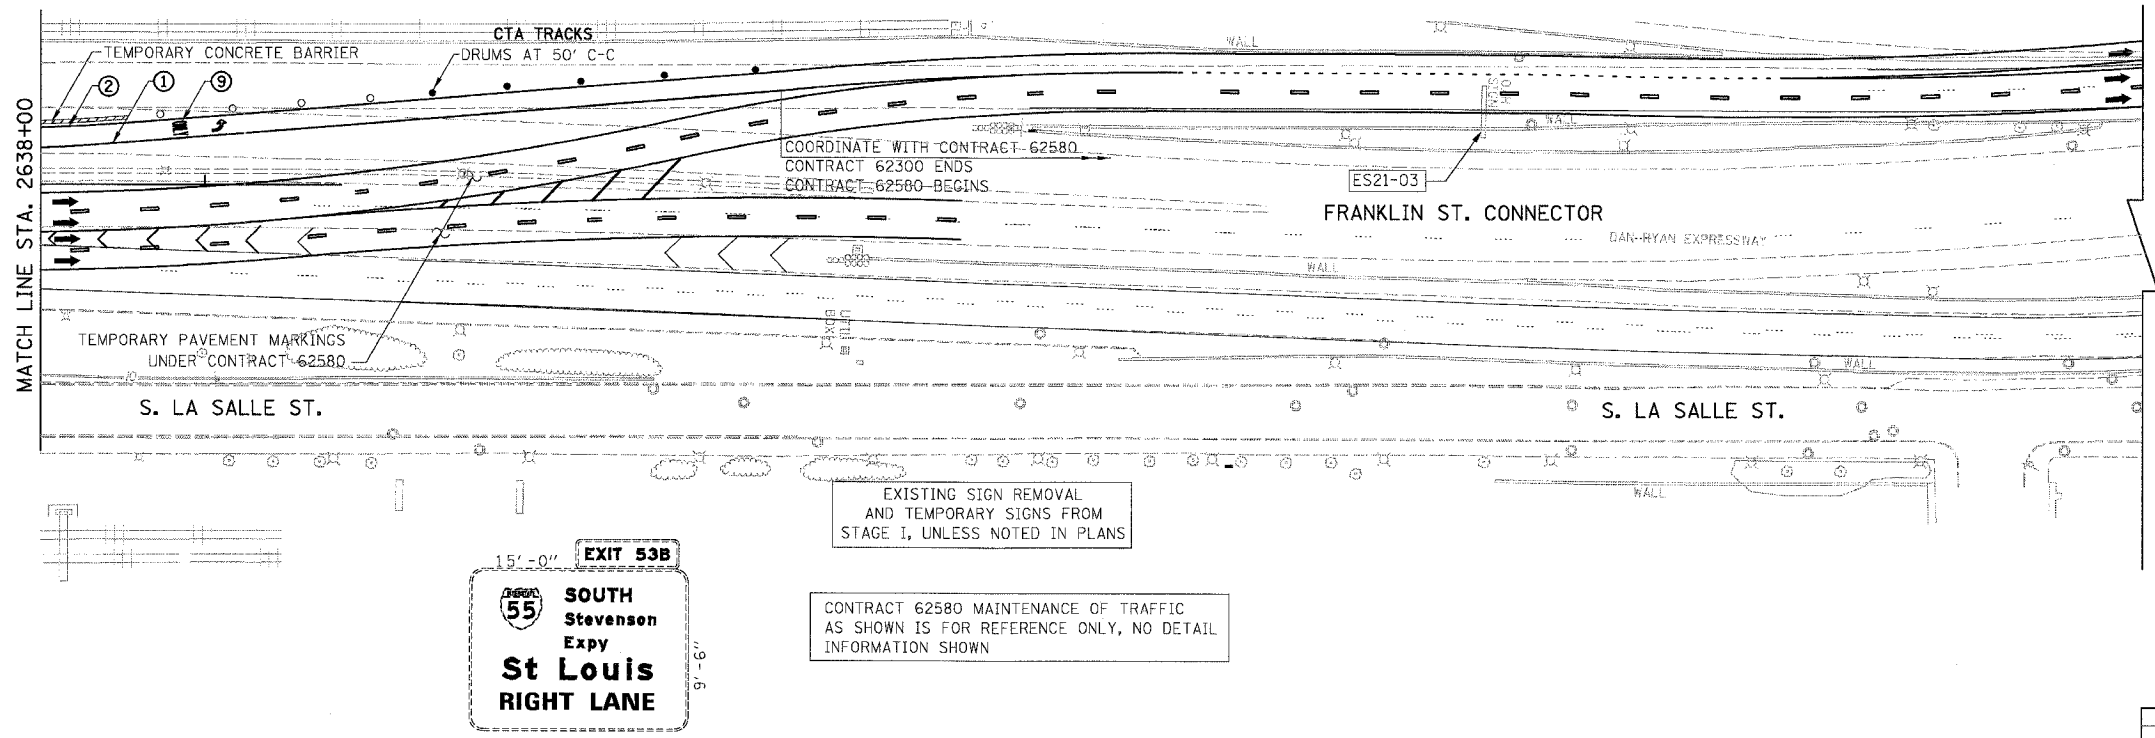 CTA TRACKS
TEMPORARY CONCRETE BARRIER
DRUMS AT 50' C-C
WALL
2
1
9
MATCH LINE STA. 2638+00
SIGN
WALL
COORDINATE WITH CONTRACT 62580
CONTRACT 62300 ENDS
CONTRACT 62580 BEGINS
ES21-03
FRANKLIN ST. CONNECTOR
DAN RYAN EXPRESSWAY
WALL
UTIL
BOX
TEMPORARY PAVEMENT MARKINGS
UNDER CONTRACT 62580
WALL
S. LA SALLE ST.
S. LA SALLE ST.
WALL
EXISTING SIGN REMOVAL
AND TEMPORARY SIGNS FROM
STAGE I, UNLESS NOTED IN PLANS
15'-0"
EXIT 53B
55
SOUTH
Stevenson
Expy
St Louis
RIGHT LANE
9'-6"
CONTRACT 62580 MAINTENANCE OF TRAFFIC
AS SHOWN IS FOR REFERENCE ONLY, NO DETAIL
INFORMATION SHOWN